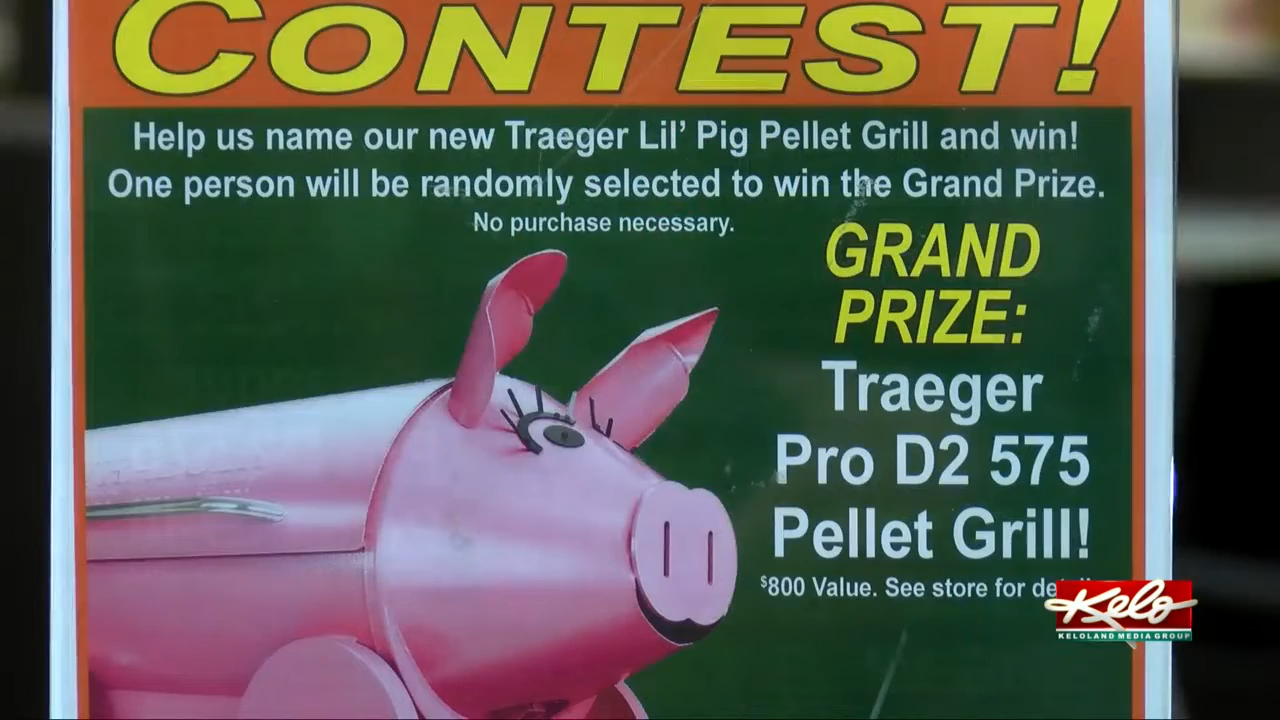 CONTEST!
Help us name our new Traeger Lil' Pig Pellet Grill and win!
One person will be randomly selected to win the Grand Prize.
No purchase necessary.
GRAND
PRIZE:
Traeger
Pro D2 575
Pellet Grill!
$800 Value. See store for
Kelo
KELOLAND MEDIA GROUP